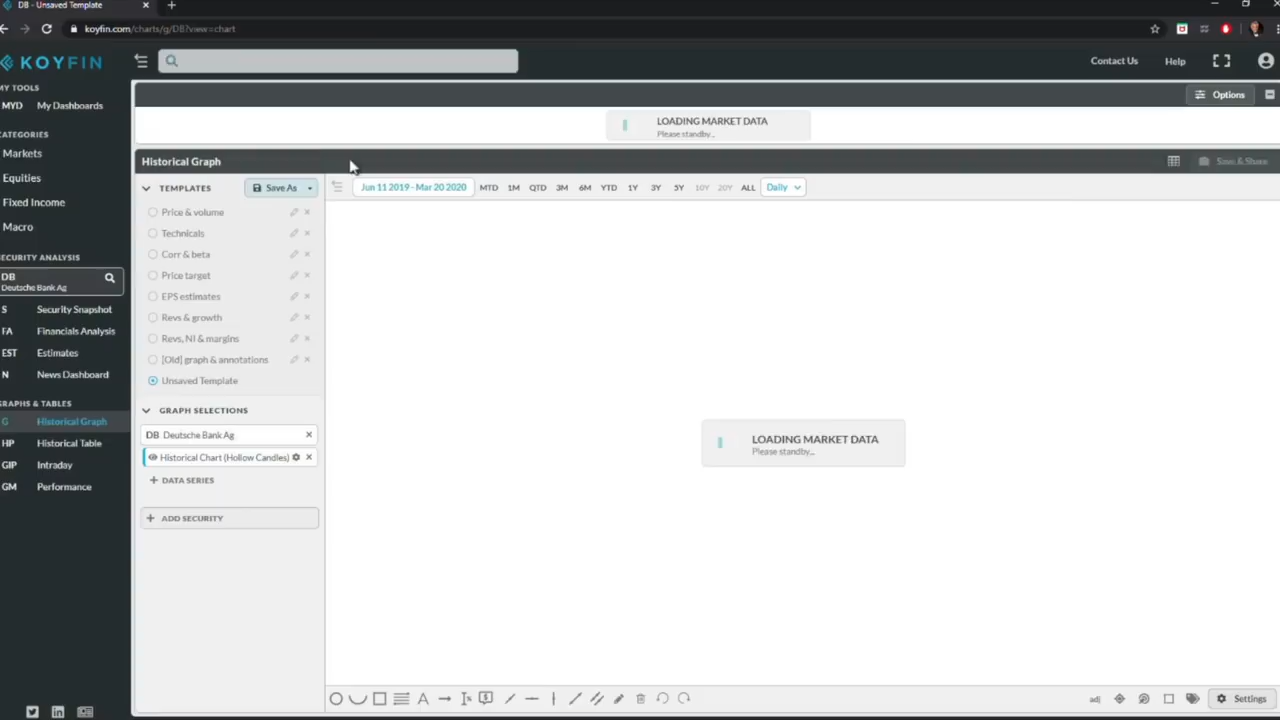 DB - Unsaved Template
koyfin.com/charts/g/DB?view=chart
KOYFIN
Contact Us
Help
MY TOOLS
MYD My Dashboards
CATEGORIES
Markets
Equities
Fixed Income
Macro
SECURITY ANALYSIS
DB
Deutsche Bank Ag
S Security Snapshot
FA Financials Analysis
EST Estimates
N News Dashboard
GRAPHS & TABLES
G Historical Graph
HP Historical Table
GIP Intraday
GM Performance
Options
LOADING MARKET DATA
Please standby...
Historical Graph
Save & Share
TEMPLATES
Save As
Price & volume
Technicals
Corr & beta
Price target
EPS estimates
Revs & growth
Revs, NI & margins
[Old] graph & annotations
Unsaved Template
GRAPH SELECTIONS
DB Deutsche Bank Ag
Historical Chart (Hollow Candles)
+ DATA SERIES
+ ADD SECURITY
Jun 11 2019 - Mar 20 2020 MTD 1M QTD 3M 6M YTD 1Y 3Y 5Y 10Y 20Y ALL Daily
LOADING MARKET DATA
Please standby...
adj
Settings